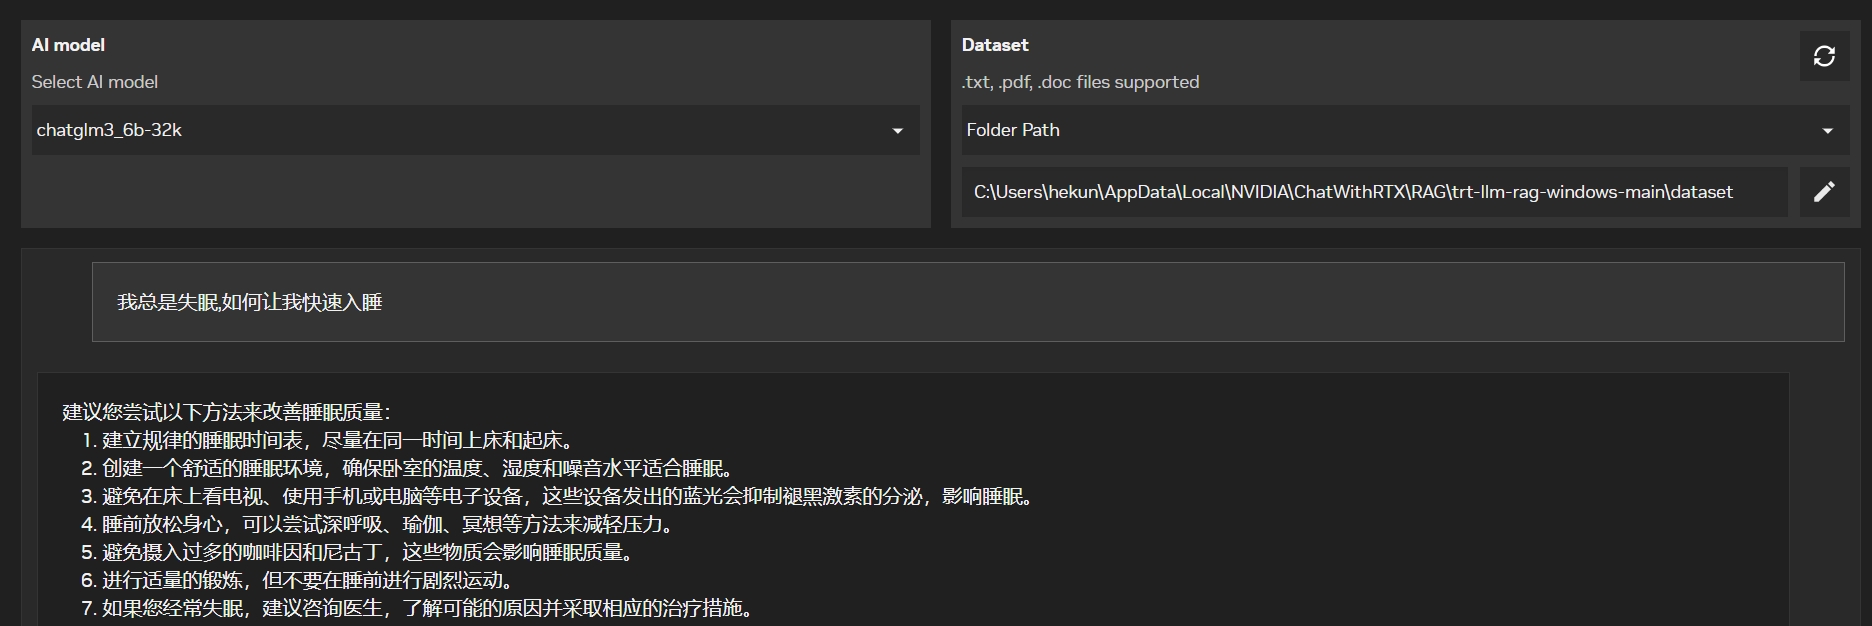 AI model
Select AI model
chatglm3_6b-32k
Dataset
.txt, .pdf, .doc files supported
Folder Path
C:\Users\hekun\AppData\Local\NVIDIA\ChatWithRTX\RAG\trt-llm-rag-windows-main\dataset
我总是失眠,如何让我快速入睡
建议您尝试以下方法来改善睡眠质量：
1. 建立规律的睡眠时间表，尽量在同一时间上床和起床。
2. 创建一个舒适的睡眠环境，确保卧室的温度、湿度和噪音水平适合睡眠。
3. 避免在床上看电视、使用手机或电脑等电子设备，这些设备发出的蓝光会抑制褪黑激素的分泌，影响睡眠。
4. 睡前放松身心，可以尝试深呼吸、瑜伽、冥想等方法来减轻压力。
5. 避免摄入过多的咖啡因和尼古丁，这些物质会影响睡眠质量。
6. 进行适量的锻炼，但不要在睡前进行剧烈运动。
7. 如果您经常失眠，建议咨询医生，了解可能的原因并采取相应的治疗措施。